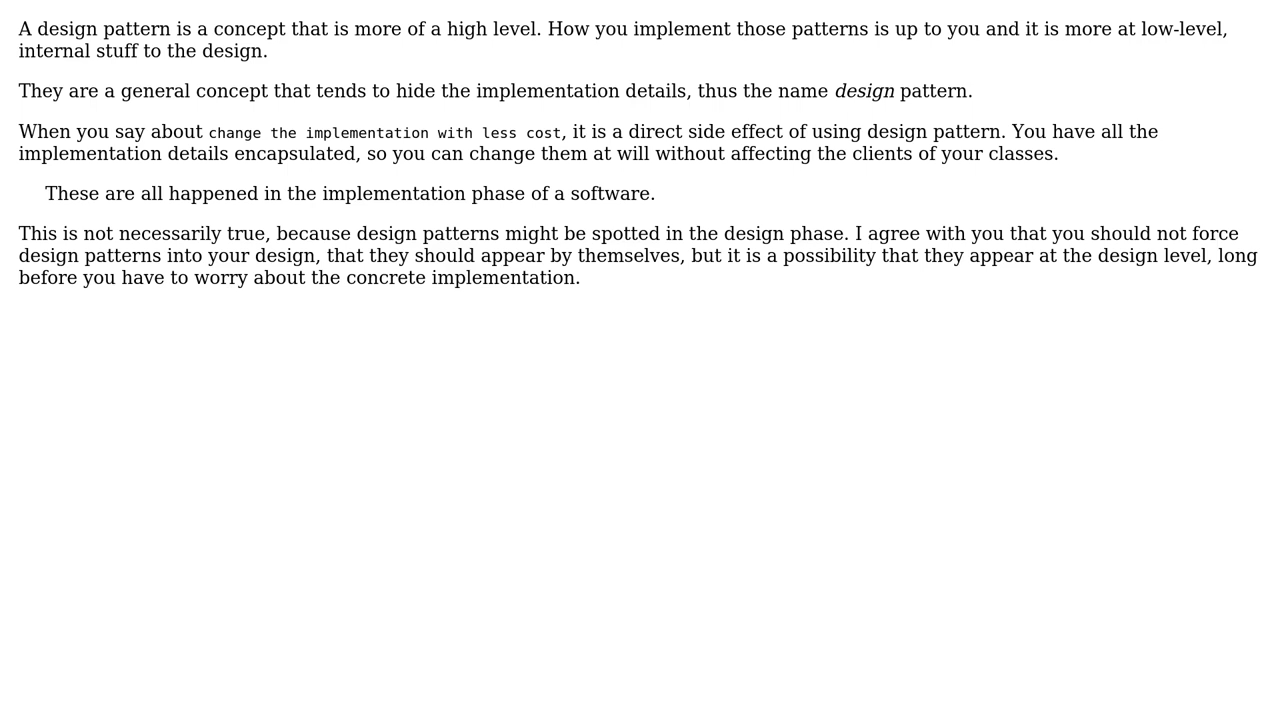 A design pattern is a concept that is more of a high level. How you implement those patterns is up to you and it is more at low-level,
internal stuff to the design.
They are a general concept that tends to hide the implementation details, thus the name design pattern.
When you say about change the implementation with less cost, it is a direct side effect of using design pattern. You have all the
implementation details encapsulated, so you can change them at will without affecting the clients of your classes.
These are all happened in the implementation phase of a software.
This is not necessarily true, because design patterns might be spotted in the design phase. I agree with you that you should not force
design patterns into your design, that they should appear by themselves, but it is a possibility that they appear at the design level, long
before you have to worry about the concrete implementation.